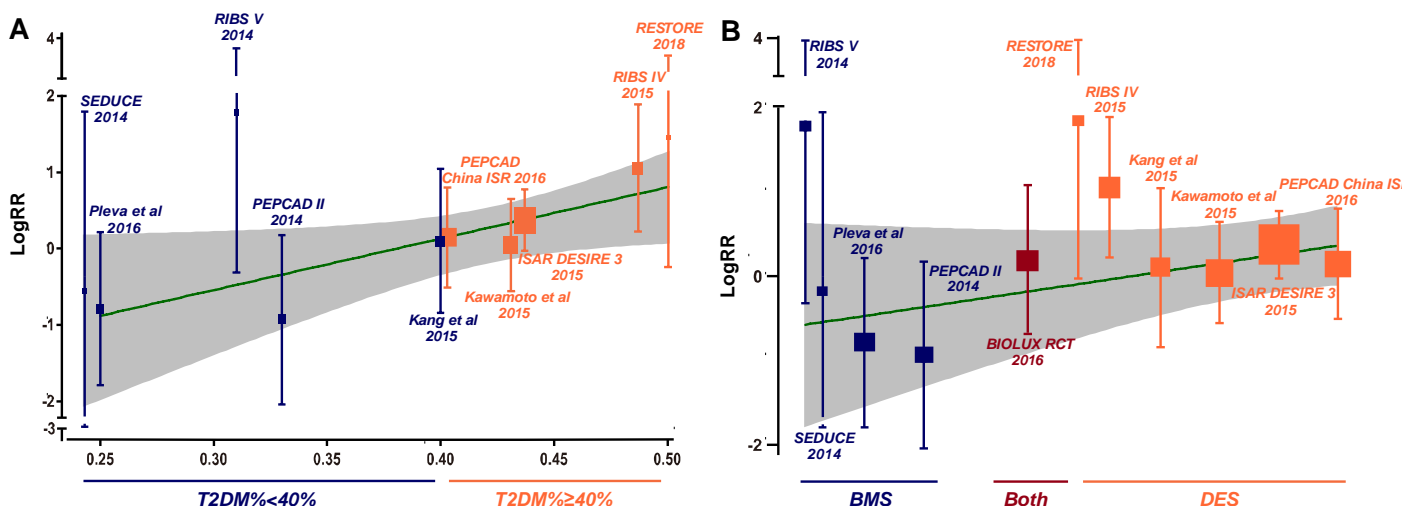 A
4
2
1
0
-1
-2
-3
LogRR
RIBS V
2014
SEDUCE
2014
Pleva et al
2016
PEPCAD II
2014
PEPCAD
China ISR 2016
Kang et al
2015
Kawamoto et al
2015
ISAR DESIRE 3
2015
RIBS IV
2015
RESTORE
2018
0.25 0.30 0.35 0.40 0.45 0.50
T2DM%<40% T2DM%≥40%
B
4
2
0
-2
LogRR
RIBS V
2014
SEDUCE
2014
Pleva et al
2016
PEPCAD II
2014
BIOLUX RCT
2016
RESTORE
2018
RIBS IV
2015
Kang et al
2015
Kawamoto et al
2015
ISAR DESIRE 3
2015
PEPCAD China IS
2016
BMS Both DES